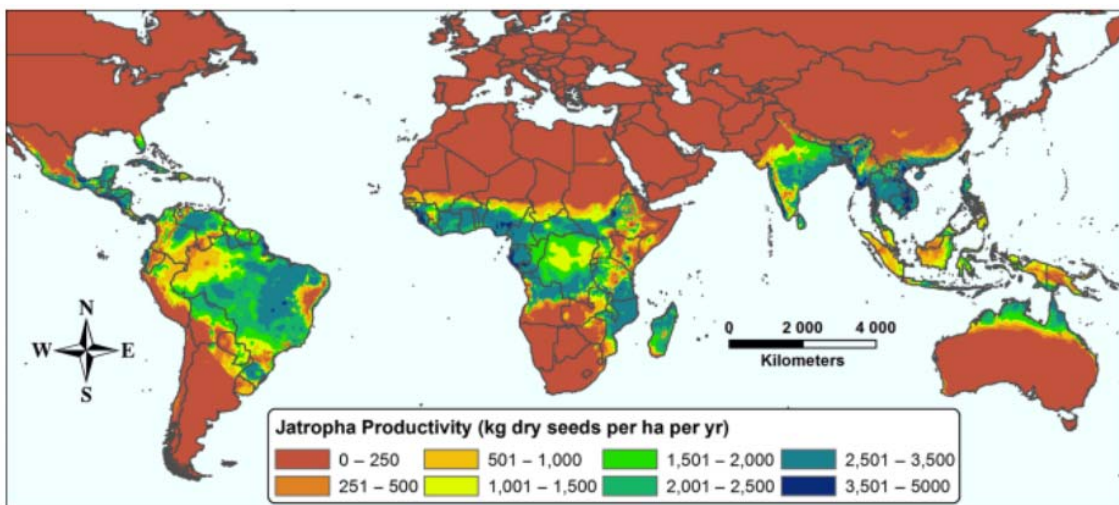 N
W E
S
0 2 000 4 000
Kilometers
Jatropha Productivity (kg dry seeds per ha per yr)
0 – 250 501 – 1,000 1,501 – 2,000 2,501 – 3,500
251 – 500 1,001 – 1,500 2,001 – 2,500 3,501 – 5000